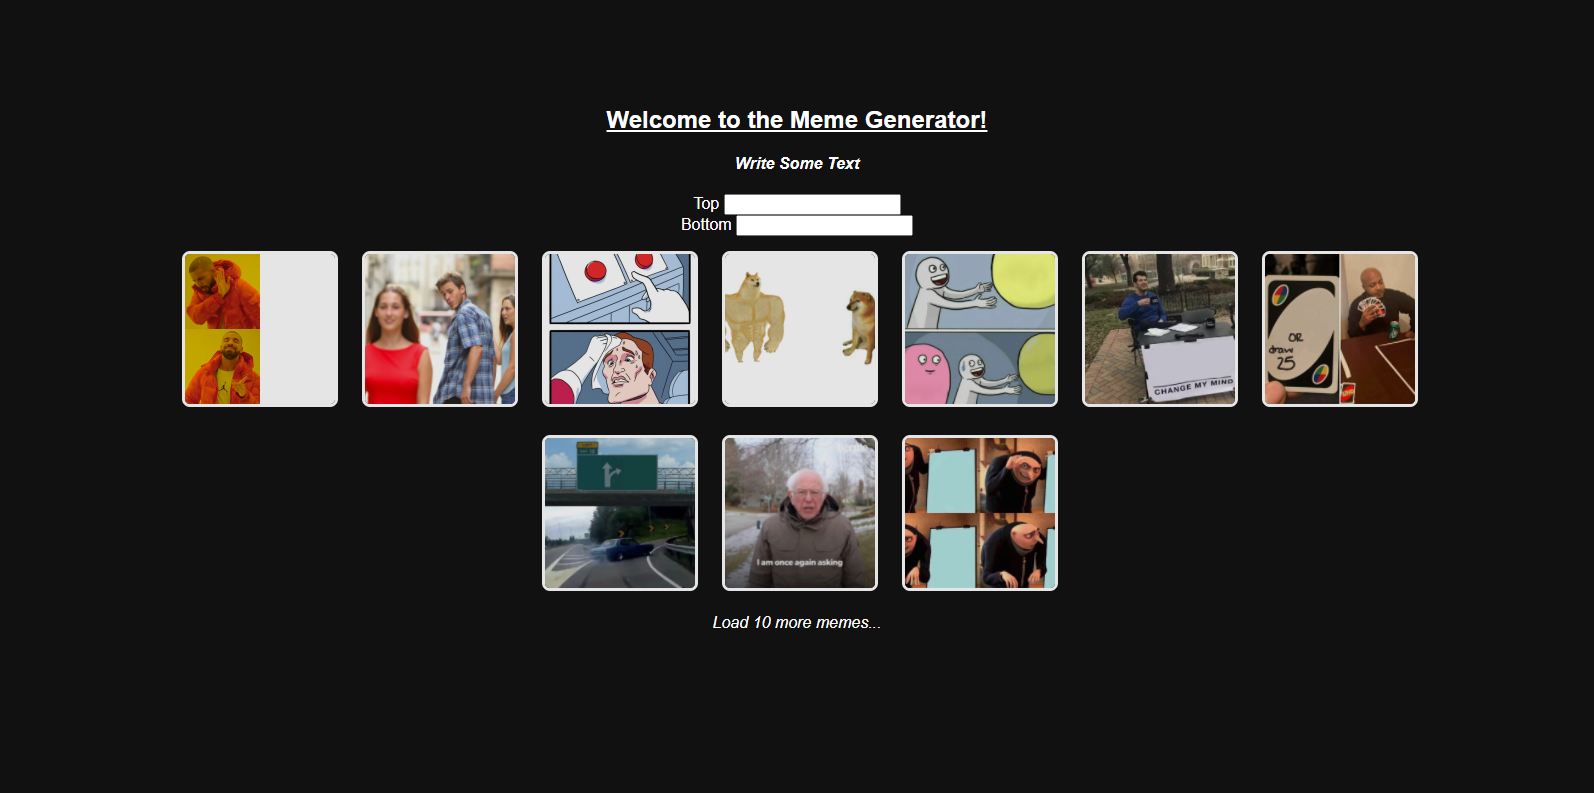 Welcome to the Meme Generator!
Write Some Text
Top
Bottom
CHANGE MY MIND
OR
draw
25
I am once again asking
Load 10 more memes...